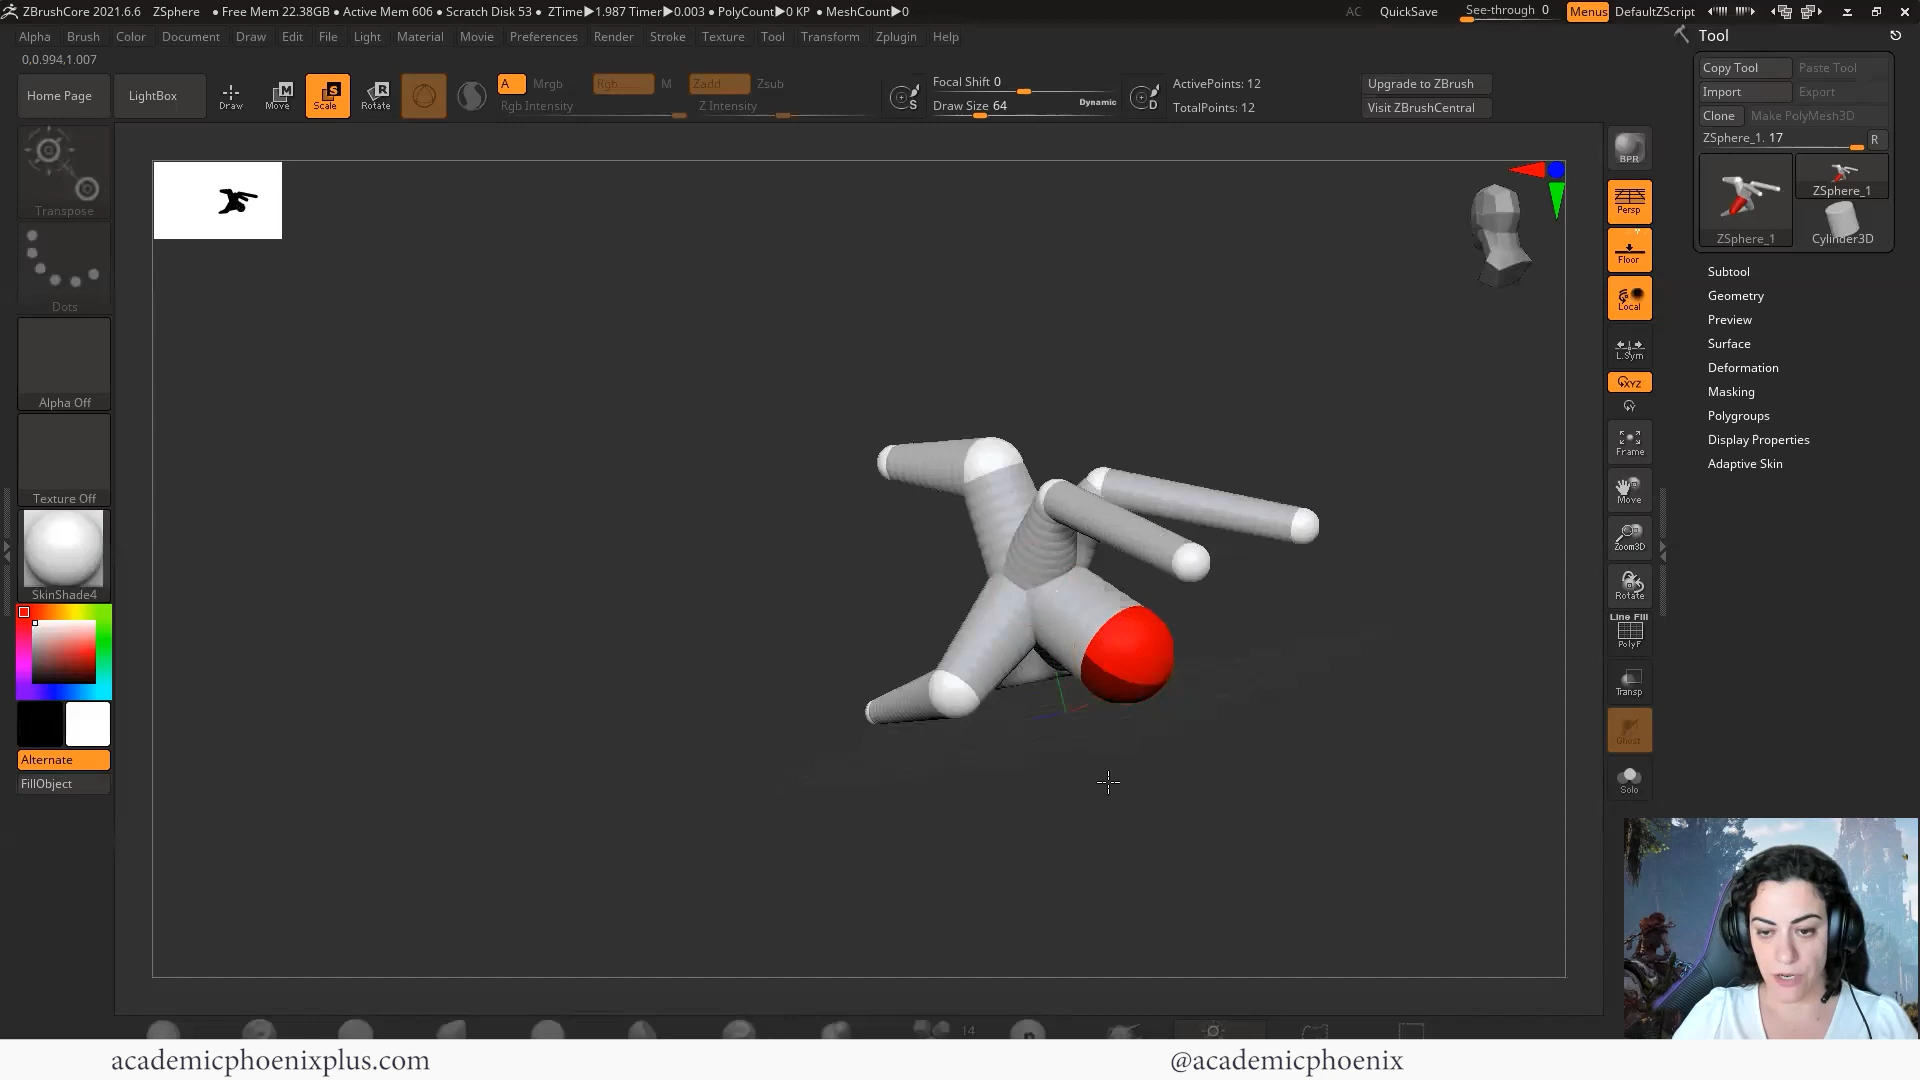 ZBrushCore 2021.6.6 ZSphere • Free Mem 22.38GB • Active Mem 606 • Scratch Disk 53 • ZTime▶1.987 Timer▶0.003 • PolyCount▶0 KP • MeshCount▶0 AC QuickSave See-through 0 Menus DefaultZScript
Alpha Brush Color Document Draw Edit File Light Material Movie Preferences Render Stroke Texture Tool Transform Zplugin Help
0,0.994,1.007
Home Page LightBox Draw Move Scale Rotate
A Mrgb Rgb M Zadd Zsub
Rgb Intensity Z Intensity
Focal Shift 0
Draw Size 64 Dynamic
ActivePoints: 12
TotalPoints: 12
Upgrade to ZBrush
Visit ZBrushCentral
Transpose
Dots
Alpha Off
Texture Off
SkinShade4
Alternate
FillObject
BPR
Persp
Floor
Local
L.Sym
XYZ
Frame
Move
Zoom3D
Rotate
Line Fill
PolyF
Transp
Ghost
Solo
Tool
Copy Tool Paste Tool
Import Export
Clone Make PolyMesh3D
ZSphere_1. 17 R
ZSphere_1
ZSphere_1 Cylinder3D
Subtool
Geometry
Preview
Surface
Deformation
Masking
Polygroups
Display Properties
Adaptive Skin
14
academicphoenixplus.com @academicphoenix